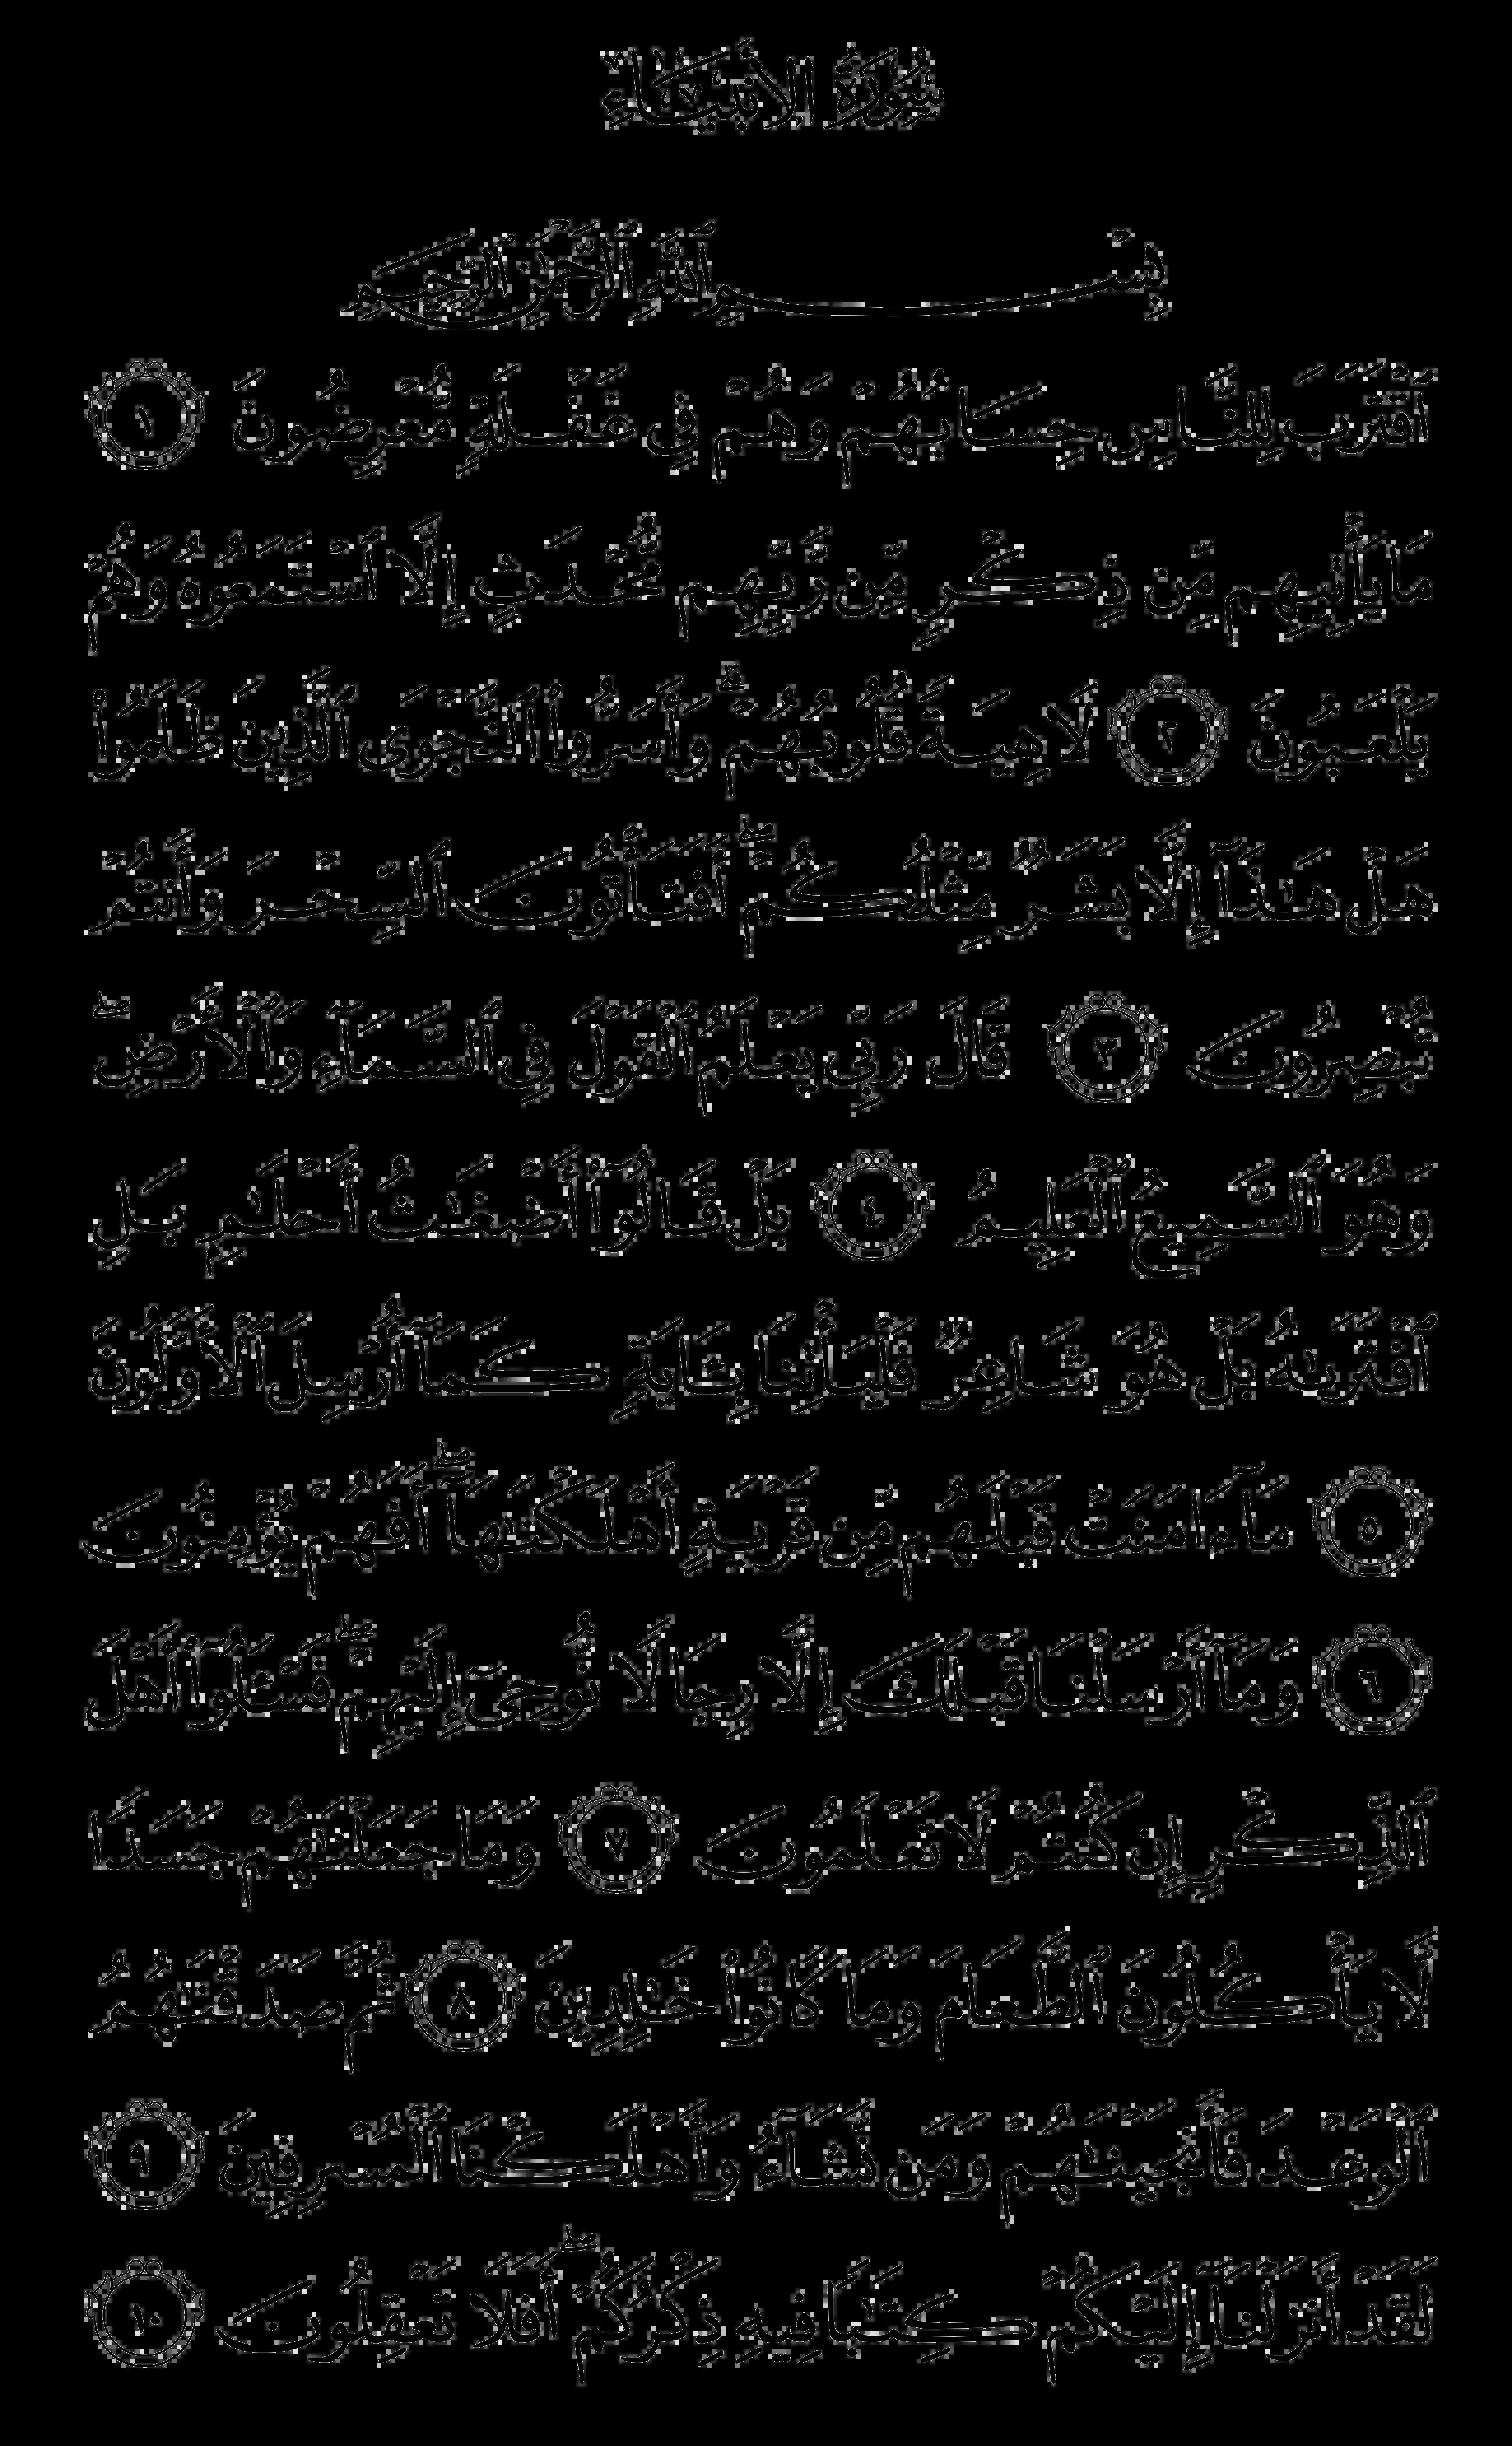 سُورَةُ الأَنبِيَاءِ
بِسْمِ ٱللَّهِ ٱلرَّحْمَٰنِ ٱلرَّحِيمِ
ٱقْتَرَبَ لِلنَّاسِ حِسَابُهُمْ وَهُمْ فِى غَفْلَةٍ مُّعْرِضُونَ ١
مَا يَأْتِيهِم مِّن ذِكْرٍ مِّن رَّبِّهِم مُّحْدَثٍ إِلَّا ٱسْتَمَعُوهُ وَهُمْ
يَلْعَبُونَ ٢ لَاهِيَةً قُلُوبُهُمْ ۗ وَأَسَرُّوا۟ ٱلنَّجْوَى ٱلَّذِينَ ظَلَمُوا۟
هَلْ هَٰذَآ إِلَّا بَشَرٌ مِّثْلُكُمْ ۖ أَفَتَأْتُونَ ٱلسِّحْرَ وَأَنتُمْ
تُبْصِرُونَ ٣ قَالَ رَبِّى يَعْلَمُ ٱلْقَوْلَ فِى ٱلسَّمَآءِ وَٱلْأَرْضِ ۖ
وَهُوَ ٱلسَّمِيعُ ٱلْعَلِيمُ ٤ بَلْ قَالُوٓا۟ أَضْغَٰثُ أَحْلَٰمٍ بَلِ
ٱفْتَرَىٰهُ بَلْ هُوَ شَاعِرٌ فَلْيَأْتِنَا بِـَٔايَةٍ كَمَآ أُرْسِلَ ٱلْأَوَّلُونَ
٥ مَآ ءَامَنَتْ قَبْلَهُم مِّن قَرْيَةٍ أَهْلَكْنَٰهَآ ۖ أَفَهُمْ يُؤْمِنُونَ
٦ وَمَآ أَرْسَلْنَا قَبْلَكَ إِلَّا رِجَالًا نُّوحِىٓ إِلَيْهِمْ ۖ فَسْـَٔلُوٓا۟ أَهْلَ
ٱلذِّكْرِ إِن كُنتُمْ لَا تَعْلَمُونَ ٧ وَمَا جَعَلْنَٰهُمْ جَسَدًا
لَّا يَأْكُلُونَ ٱلطَّعَامَ وَمَا كَانُوا۟ خَٰلِدِينَ ٨ ثُمَّ صَدَقْنَٰهُمُ
ٱلْوَعْدَ فَأَنجَيْنَٰهُمْ وَمَن نَّشَآءُ وَأَهْلَكْنَا ٱلْمُسْرِفِينَ ٩
لَقَدْ أَنزَلْنَآ إِلَيْكُمْ كِتَٰبًا فِيهِ ذِكْرُكُمْ ۖ أَفَلَا تَعْقِلُونَ ١٠